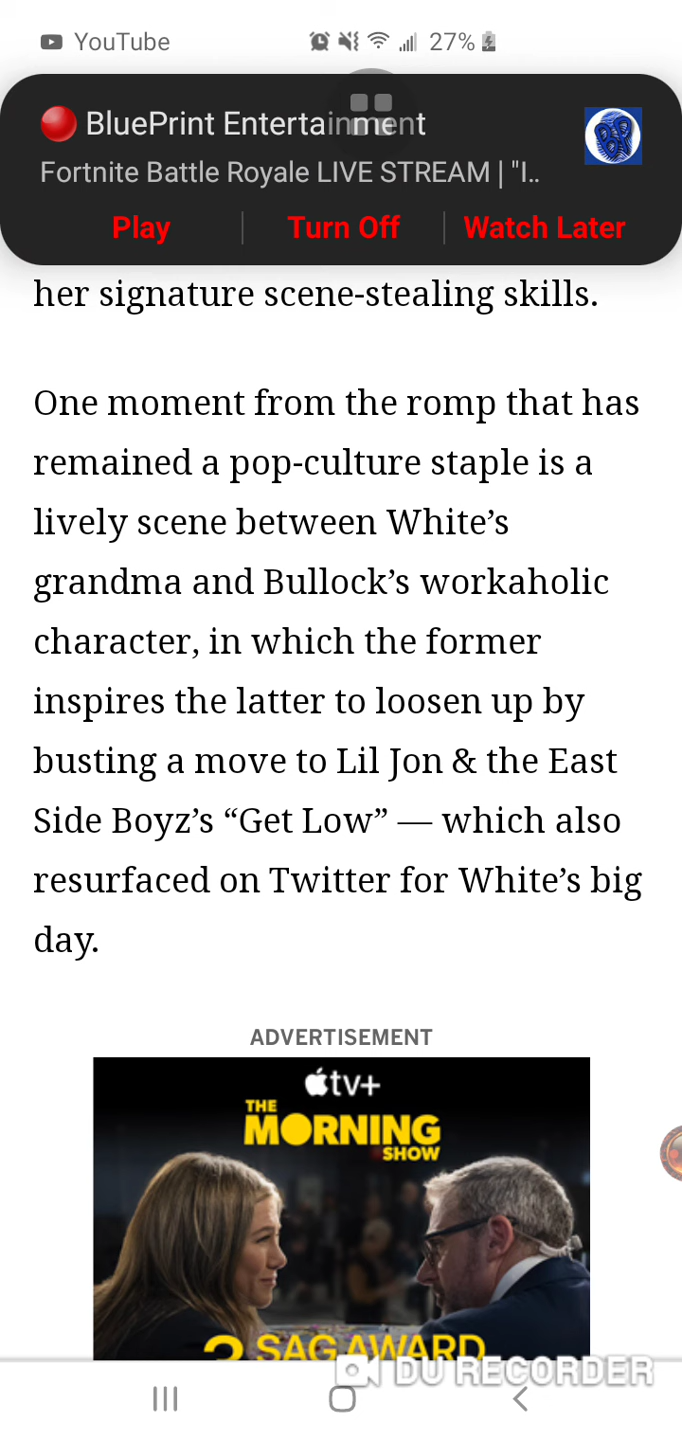 YouTube 27%
BluePrint Entertainment
Fortnite Battle Royale LIVE STREAM | "I..
Play Turn Off Watch Later
her signature scene-stealing skills.
One moment from the romp that has
remained a pop-culture staple is a
lively scene between White’s
grandma and Bullock’s workaholic
character, in which the former
inspires the latter to loosen up by
busting a move to Lil Jon & the East
Side Boyz’s “Get Low” — which also
resurfaced on Twitter for White’s big
day.
ADVERTISEMENT
tv+
THE
MORNING
SHOW
SAG AWARD
DU RECORDER